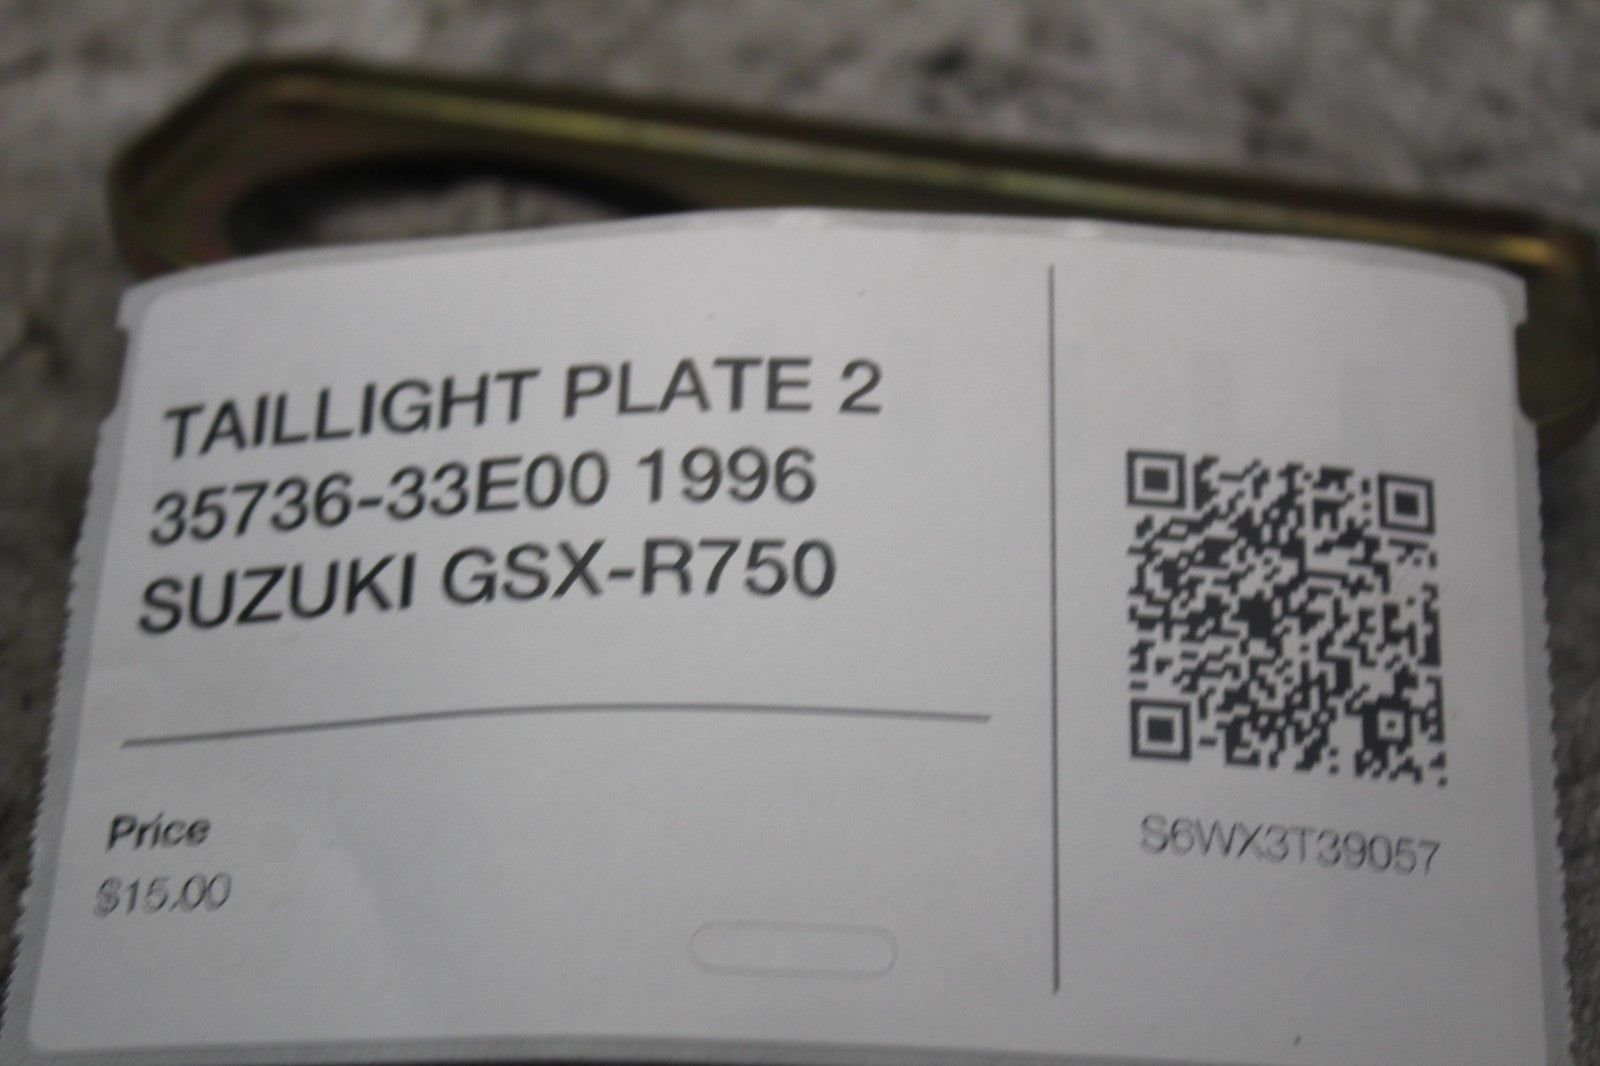 TAILLIGHT PLATE 2
35736-33E00 1996
SUZUKI GSX-R750
Price
$15.00
S6WX3T39057